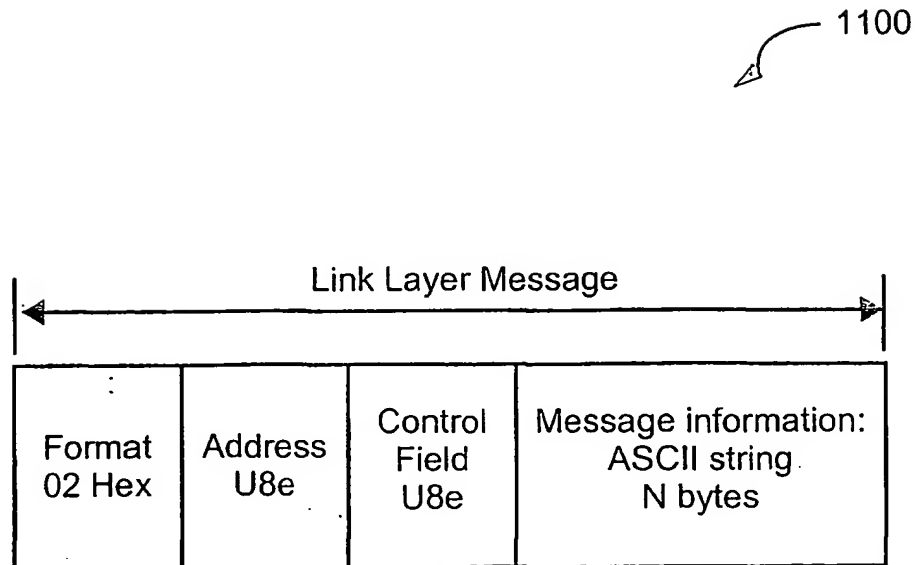 1100
Link Layer Message
Format
02 Hex
Address
U8e
Control
Field
U8e
Message information:
ASCII string
N bytes